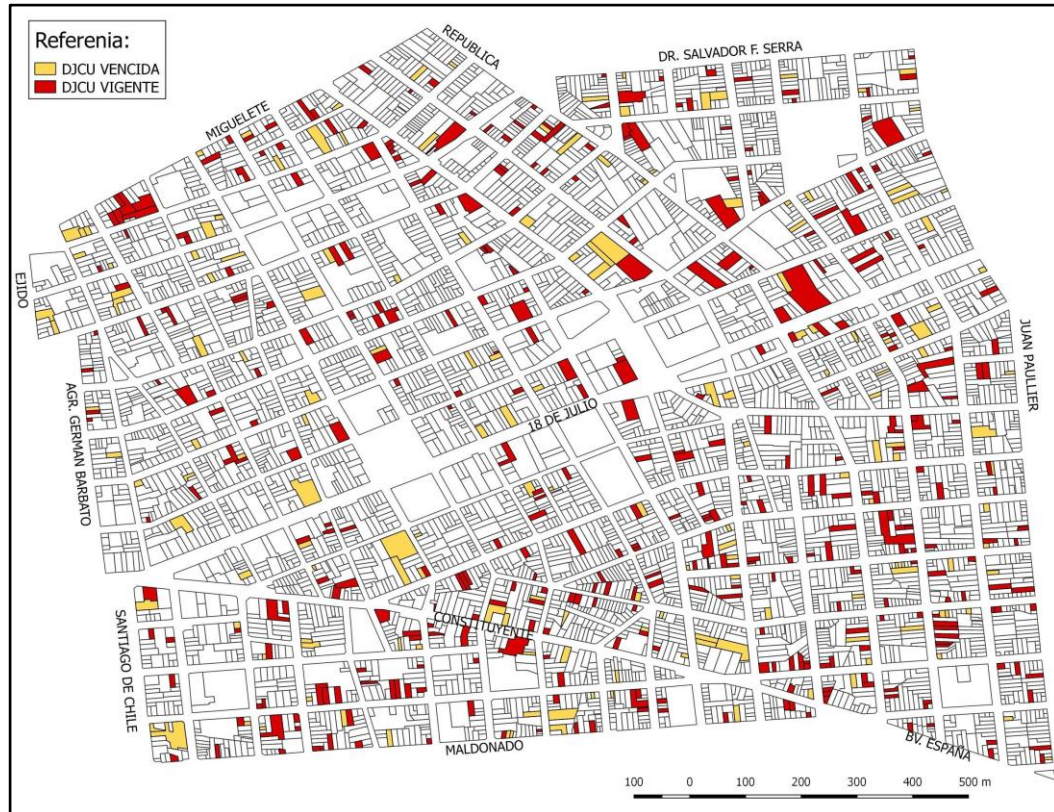 Referenia:
DJCU VENCIDA
DJCU VIGENTE
REPUBLICA
DR. SALVADOR F. SERRA
MIGUELETE
EJIDO
JUAN PAULLIER
AGR. GERMAN BARBATO
18 DE JULIO
SANTIAGO DE CHILE
CONSTITUYENTE
MALDONADO
BV. ESPAÑA
100 0 100 200 300 400 500 m